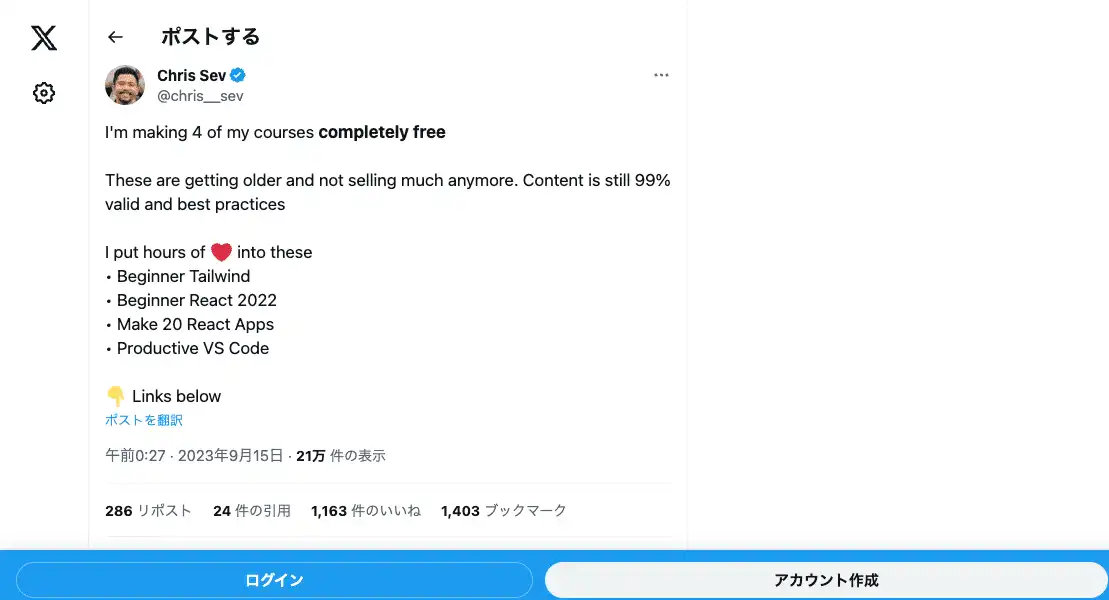 ポストする
Chris Sev
@chris__sev
I'm making 4 of my courses completely free
These are getting older and not selling much anymore. Content is still 99%
valid and best practices
I put hours of ❤️ into these
• Beginner Tailwind
• Beginner React 2022
• Make 20 React Apps
• Productive VS Code
👇 Links below
ポストを翻訳
午前0:27 · 2023年9月15日 · 21万 件の表示
286 リポスト 24 件の引用 1,163 件のいいね 1,403 ブックマーク
ログイン アカウント作成